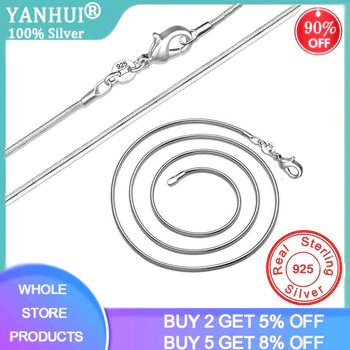 YANHUI®
100% Silver
90%
OFF
925
Real Sterling
925
Silver
WHOLE
STORE
PRODUCTS
BUY 2 GET 5% OFF
BUY 5 GET 8% OFF